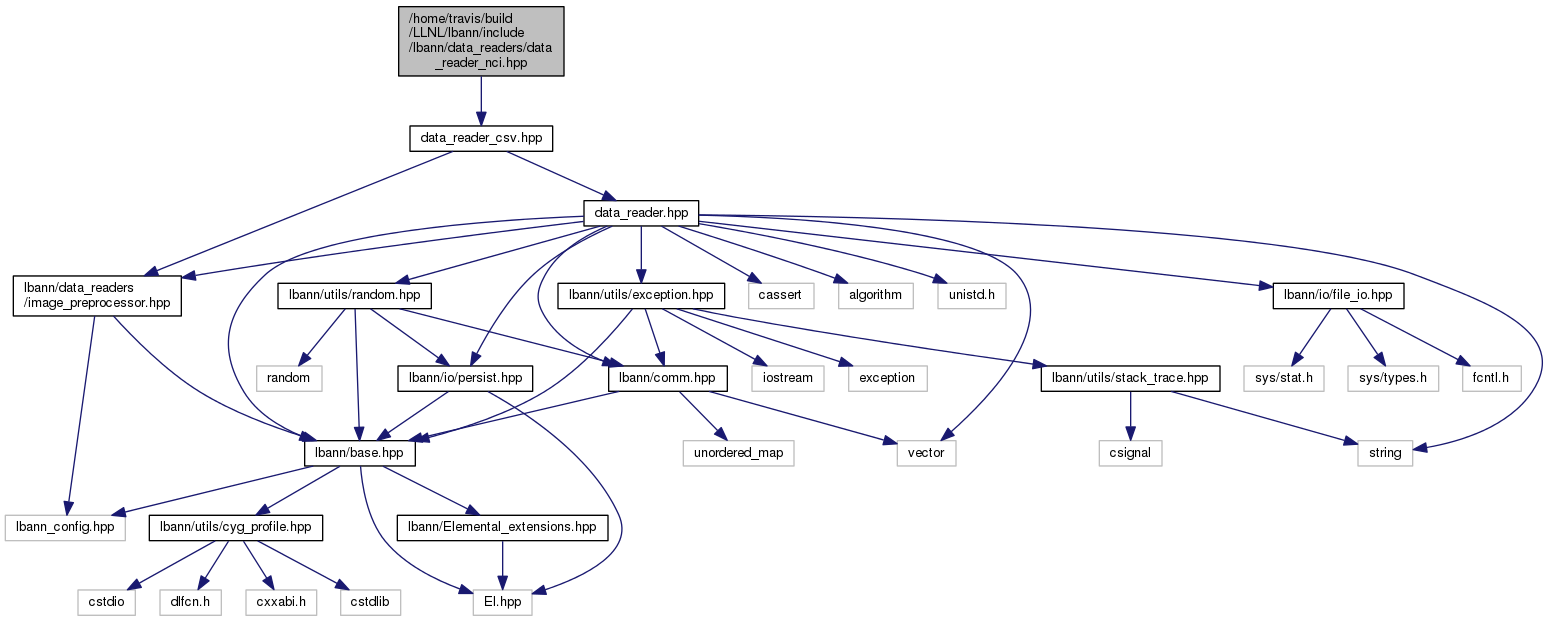 /home/travis/build
/LLNL/lbann/include
/lbann/data_readers/data
_reader_nci.hpp
data_reader_csv.hpp
data_reader.hpp
lbann/data_readers
/image_preprocessor.hpp
lbann/utils/random.hpp
lbann/utils/exception.hpp
cassert
algorithm
unistd.h
lbann/io/file_io.hpp
random
lbann/io/persist.hpp
lbann/comm.hpp
iostream
exception
lbann/utils/stack_trace.hpp
sys/stat.h
sys/types.h
fcntl.h
lbann/base.hpp
unordered_map
vector
csignal
string
lbann_config.hpp
lbann/utils/cyg_profile.hpp
lbann/Elemental_extensions.hpp
cstdio
dlfcn.h
cxxabi.h
cstdlib
El.hpp